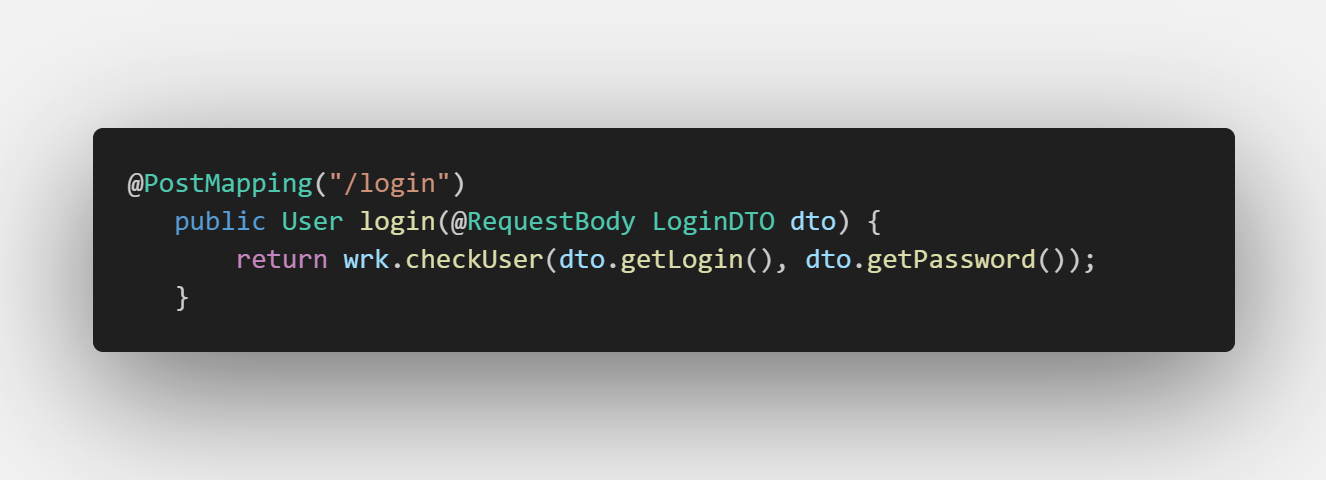 @PostMapping("/login")
   public User login(@RequestBody LoginDTO dto) {
       return wrk.checkUser(dto.getLogin(), dto.getPassword());
   }